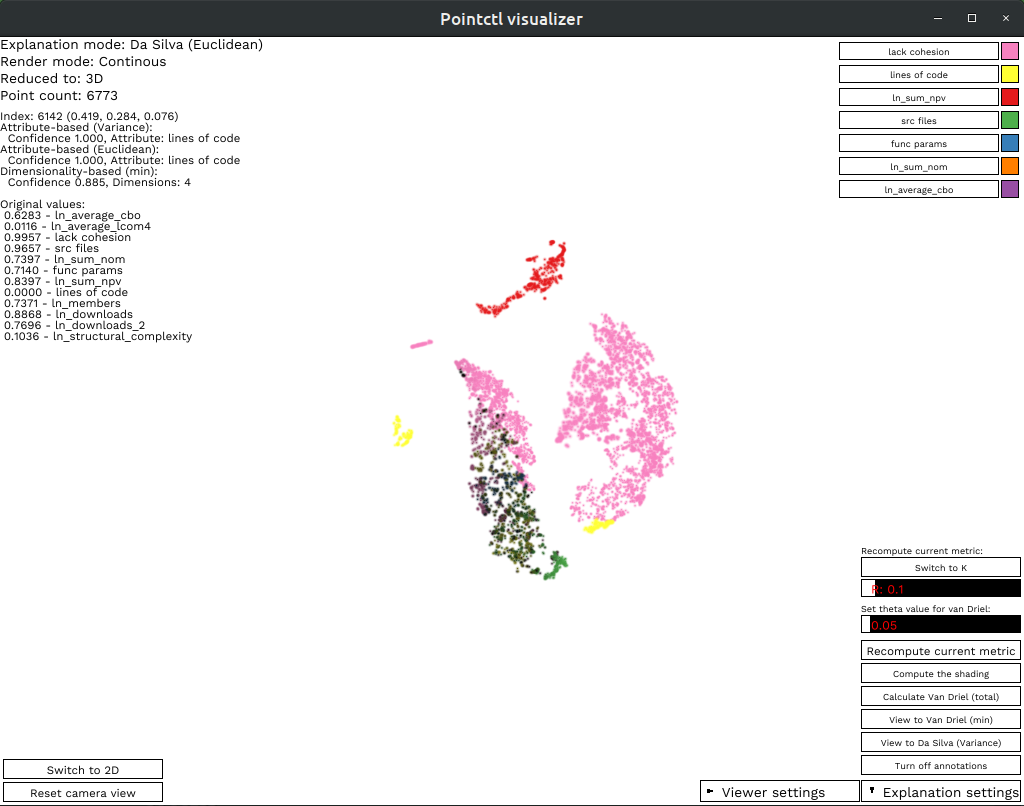 Pointctl visualizer
Explanation mode: Da Silva (Euclidean)
Render mode: Continous
Reduced to: 3D
Point count: 6773
Index: 6142 (0.419, 0.284, 0.076)
Attribute-based (Variance):
Confidence 1.000, Attribute: lines of code
Attribute-based (Euclidean):
Confidence 1.000, Attribute: lines of code
Dimensionality-based (min):
Confidence 0.885, Dimensions: 4
Original values:
0.6283 - ln_average_cbo
0.0116 - ln_average_lcom4
0.9957 - lack cohesion
0.9657 - src files
0.7397 - ln_sum_nom
0.7140 - func params
0.8397 - ln_sum_npv
0.0000 - lines of code
0.7371 - ln_members
0.8868 - ln_downloads
0.7696 - ln_downloads_2
0.1036 - ln_structural_complexity
lack cohesion
lines of code
ln_sum_npv
src files
func params
ln_sum_nom
ln_average_cbo
Recompute current metric:
Switch to K
R: 0.1
Set theta value for van Driel:
0.05
Recompute current metric
Compute the shading
Calculate Van Driel (total)
View to Van Driel (min)
View to Da Silva (Variance)
Turn off annotations
Switch to 2D
Reset camera view
Viewer settings
Explanation settings